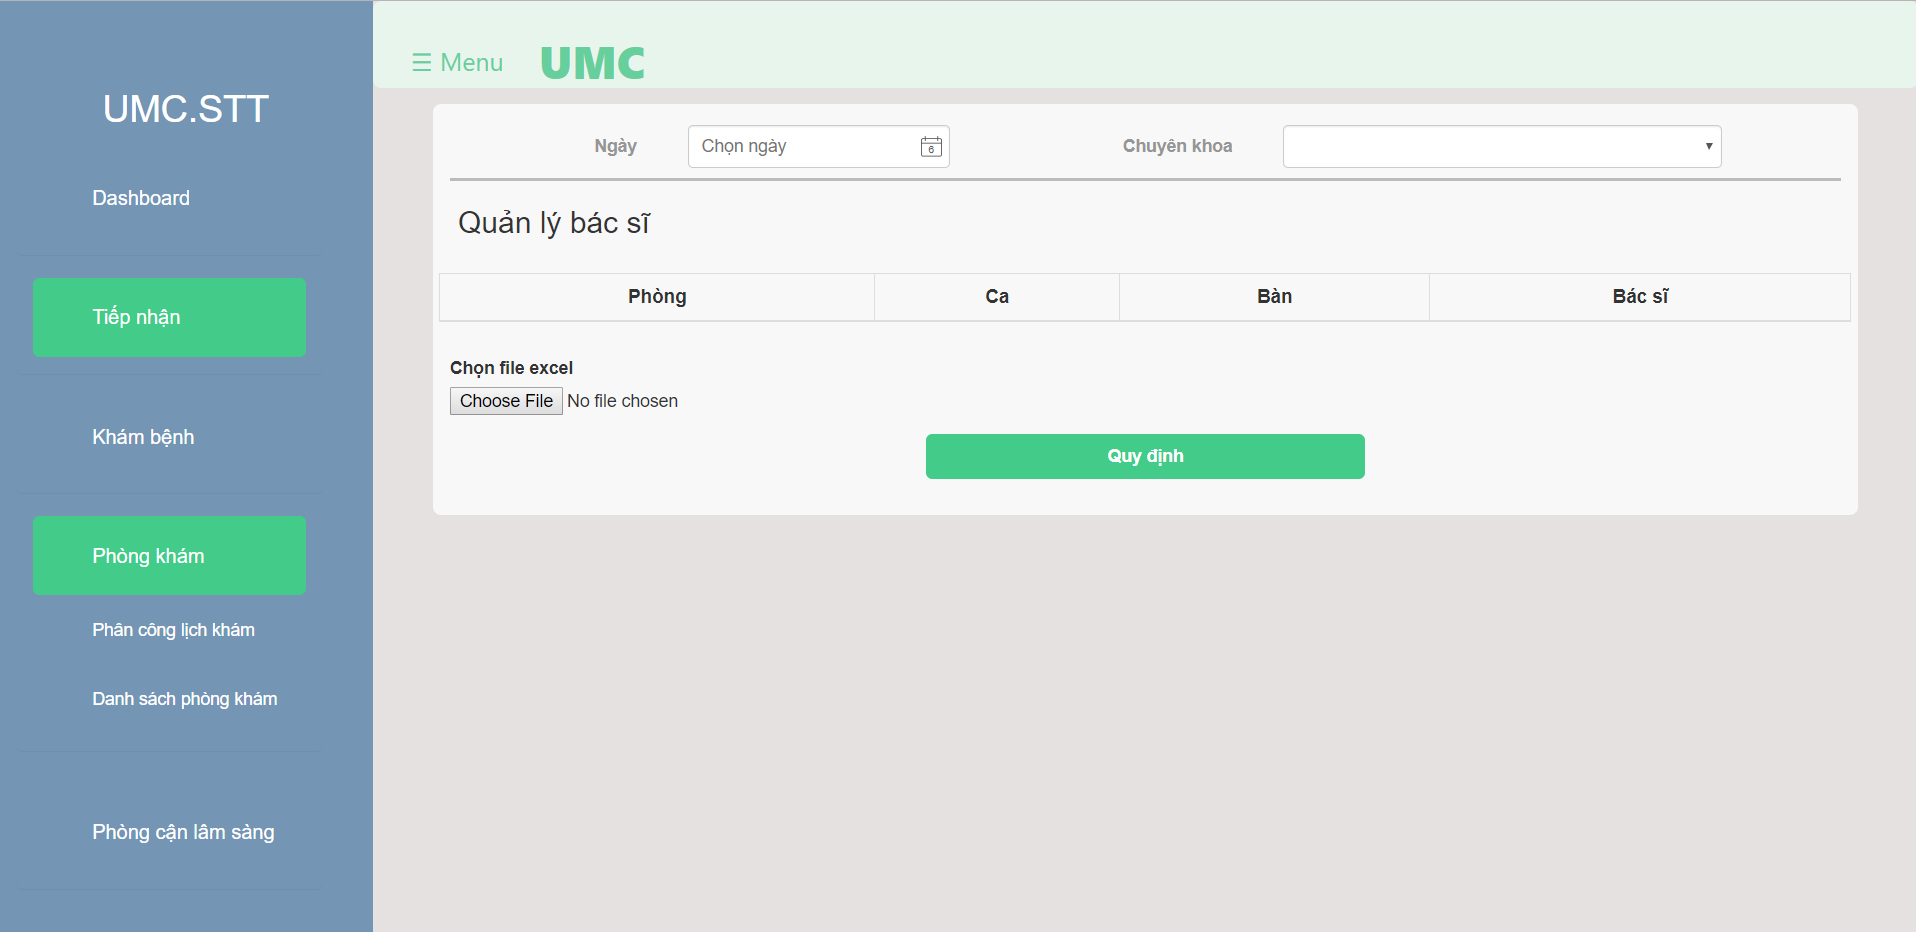 UMC.STT
Dashboard
Tiếp nhận
Khám bệnh
Phòng khám
Phân công lịch khám
Danh sách phòng khám
Phòng cận lâm sàng
☰ Menu UMC
Ngày Chọn ngày 6 Chuyên khoa
Quản lý bác sĩ
Phòng Ca Bàn Bác sĩ
Chọn file excel
Choose File No file chosen
Quy định